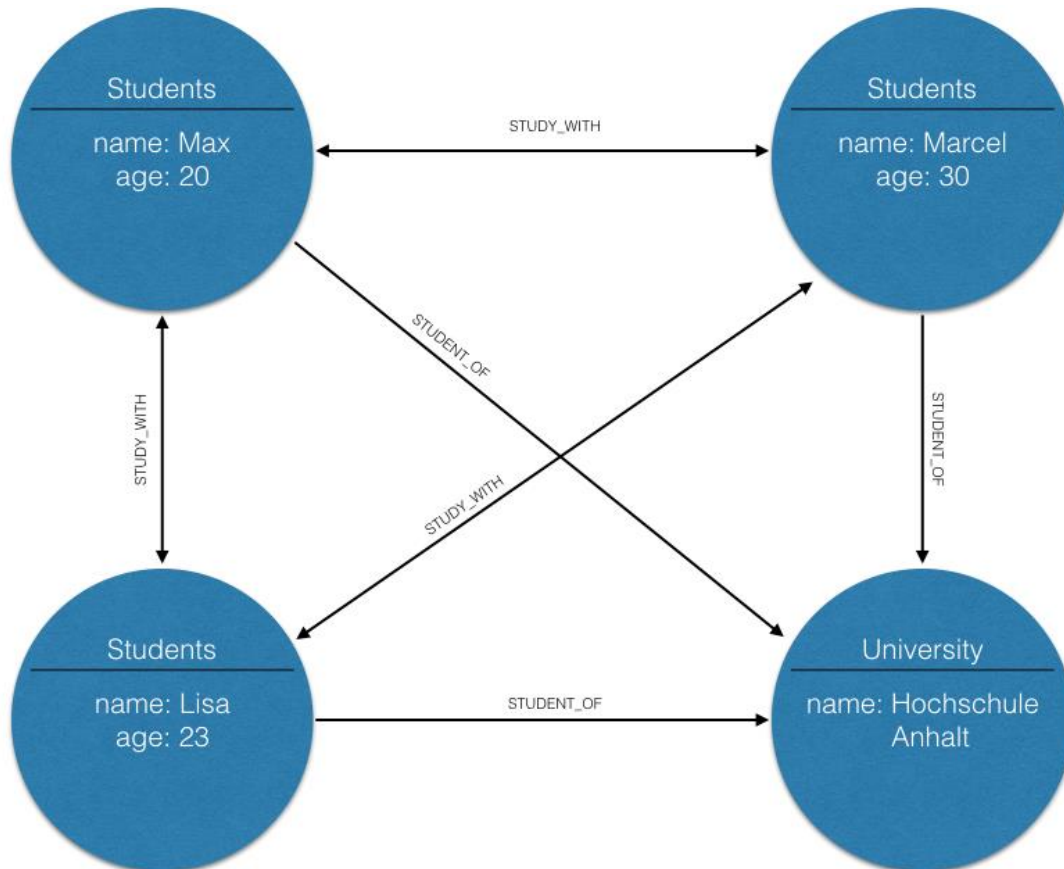 Students
name: Max
age: 20
STUDY_WITH
Students
name: Marcel
age: 30
STUDENT_OF
STUDY_WITH
STUDY_WITH
STUDENT_OF
Students
name: Lisa
age: 23
STUDENT_OF
University
name: Hochschule
Anhalt